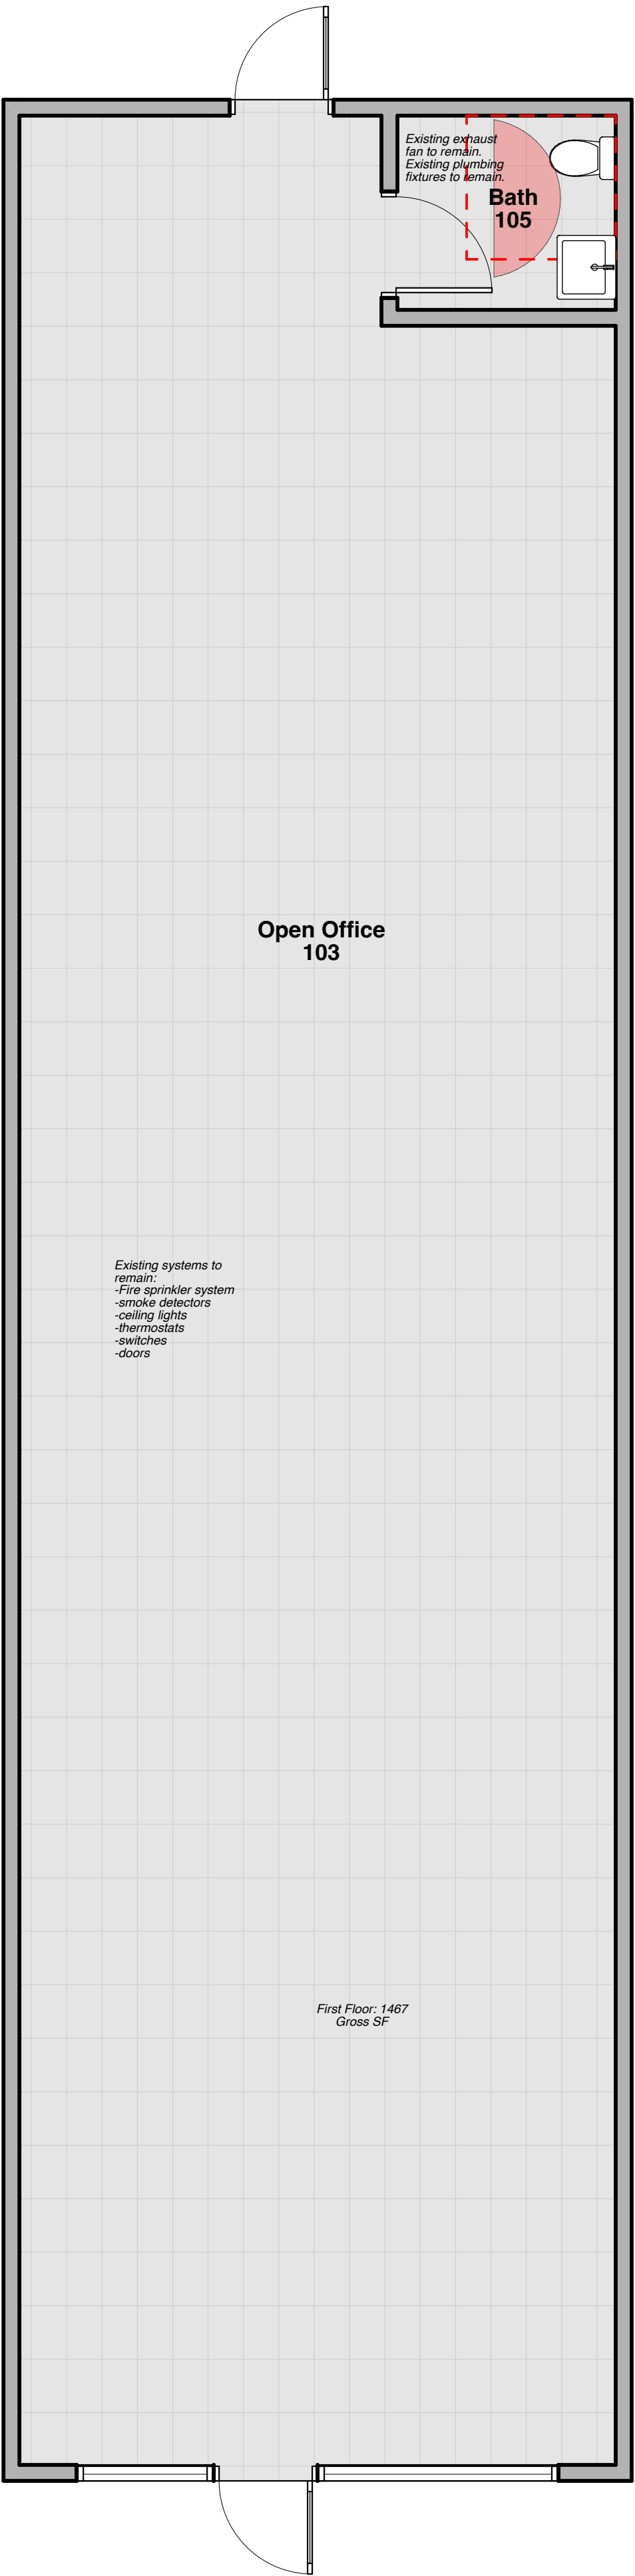 Existing exhaust
fan to remain.
Existing plumbing
fixtures to remain.
Bath
105
Open Office
103
Existing systems to
remain:
-Fire sprinkler system
-smoke detectors
-ceiling lights
-thermostats
-switches
-doors
First Floor: 1467
Gross SF